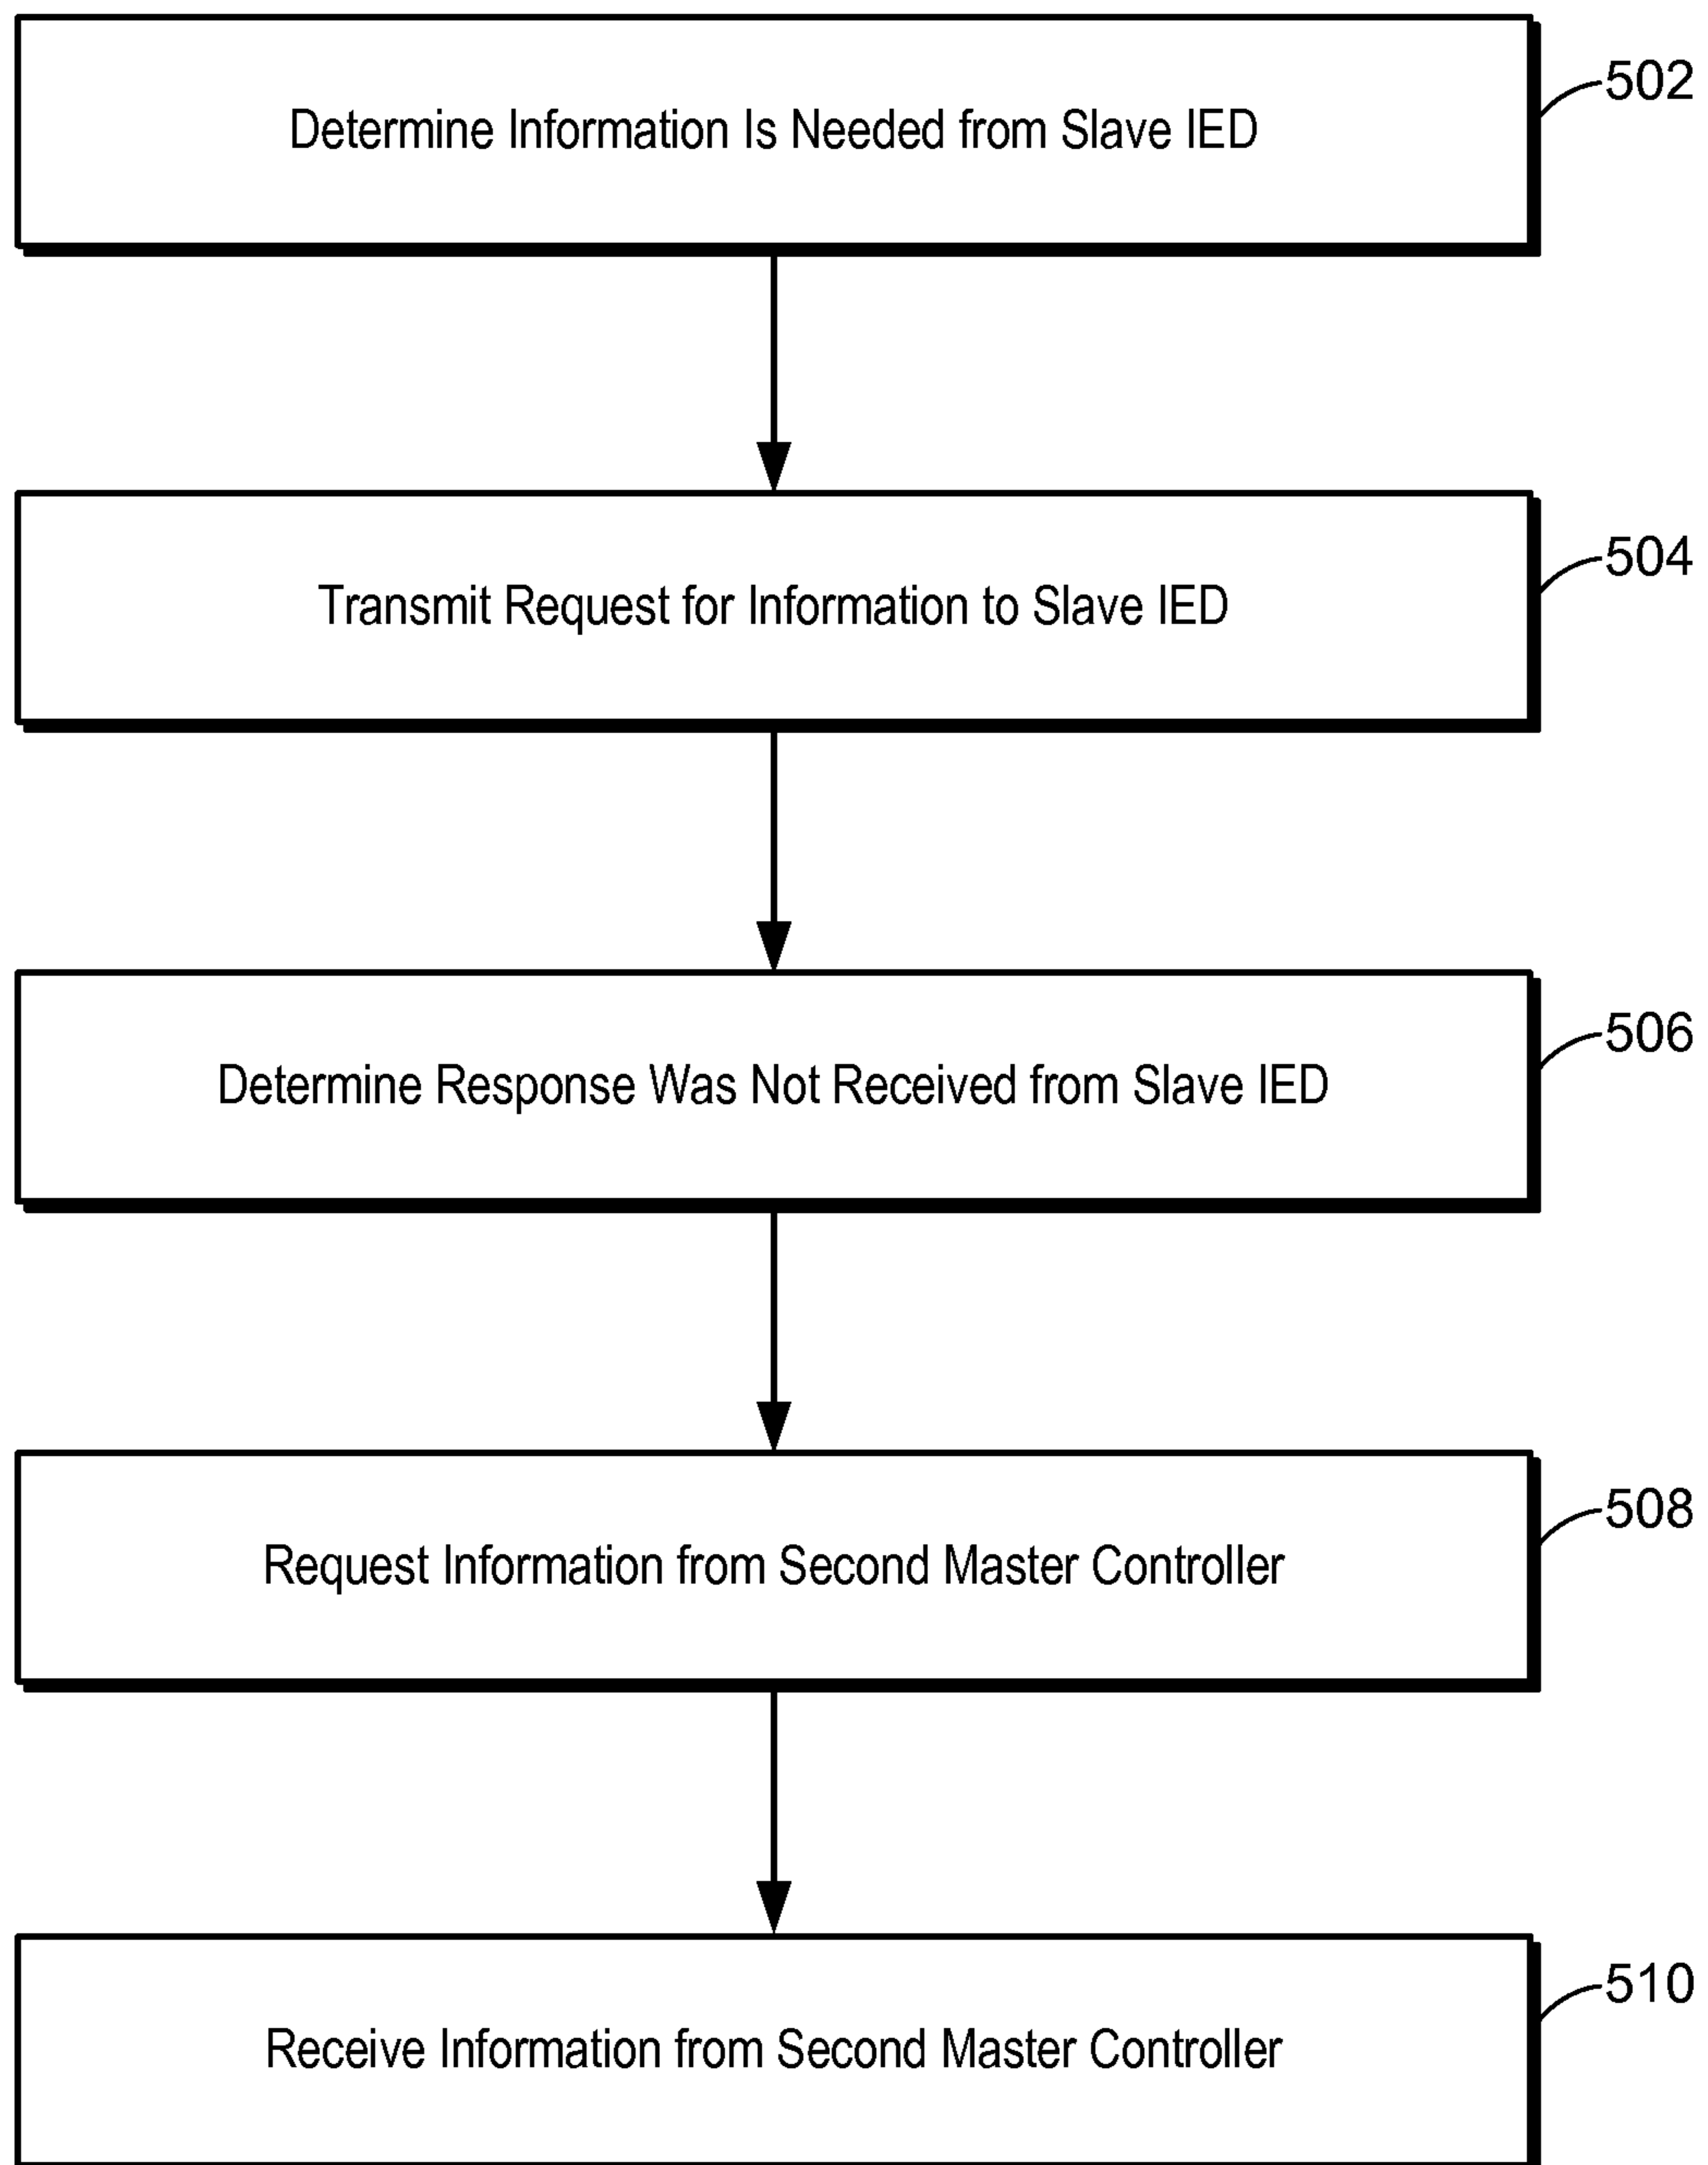 Determine Information Is Needed from Slave IED
502
Transmit Request for Information to Slave IED
504
Determine Response Was Not Received from Slave IED
506
Request Information from Second Master Controller
508
Receive Information from Second Master Controller
510